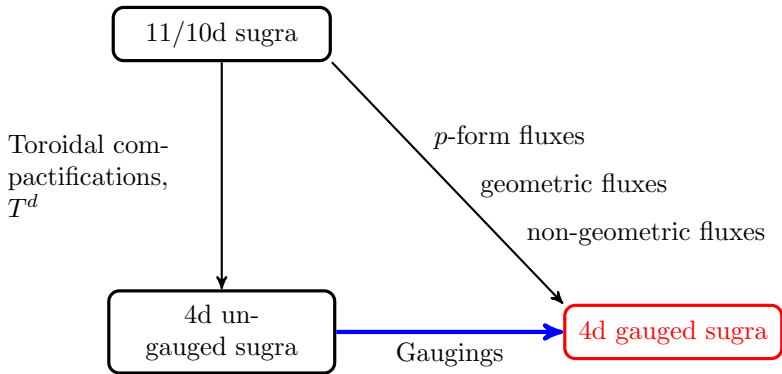 11/10d sugra
Toroidal com-
pactifications,
T^d
p-form fluxes
geometric fluxes
non-geometric fluxes
4d un-
gauged sugra
Gaugings
4d gauged sugra